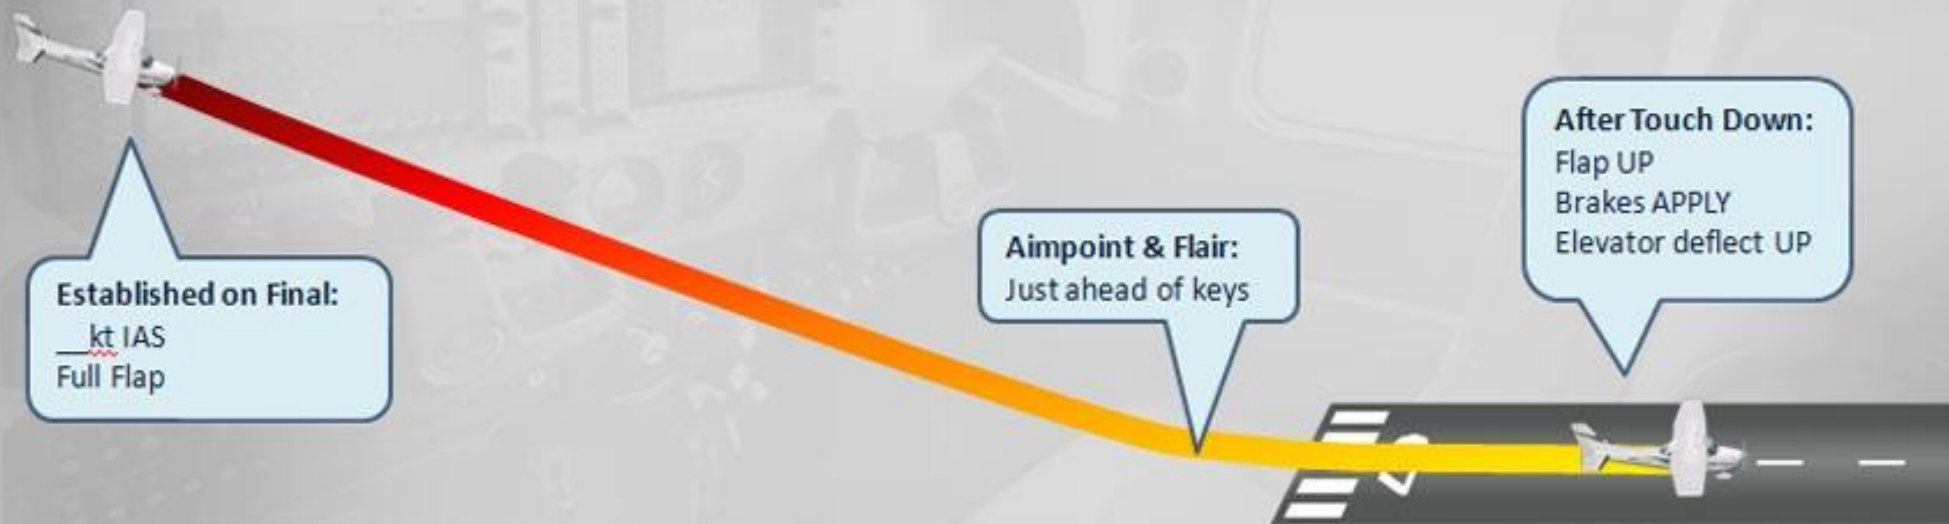 Established on Final:
__kt IAS
Full Flap
Aimpoint & Flair:
Just ahead of keys
After Touch Down:
Flap UP
Brakes APPLY
Elevator deflect UP